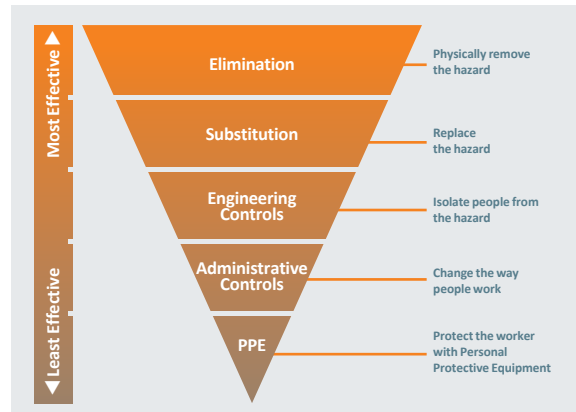 Most Effective
Least Effective
Elimination
Physically remove
the hazard
Substitution
Replace
the hazard
Engineering
Controls
Isolate people from
the hazard
Administrative
Controls
Change the way
people work
PPE
Protect the worker
with Personal
Protective Equipment